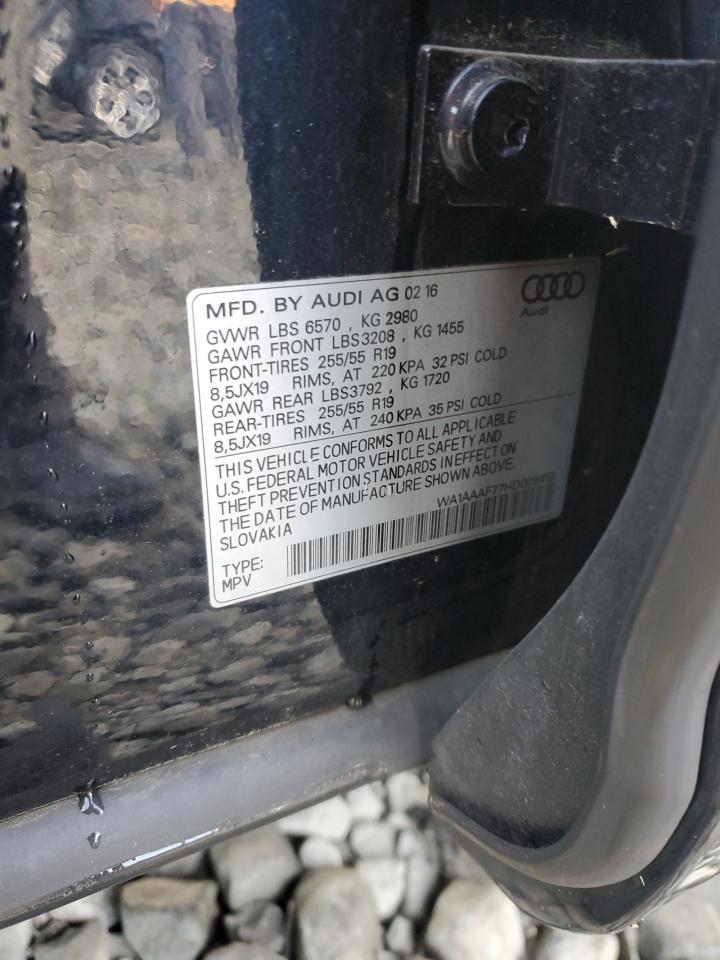 MFD. BY AUDI AG 02 16
Audi
GVWR LBS 6570 , KG 2980
GAWR FRONT LBS3208 , KG 1455
FRONT-TIRES 255/55 R19
8,5JX19 RIMS, AT 220 KPA 32 PSI COLD
GAWR REAR LBS3792 , KG 1720
REAR-TIRES 255/55 R19
8,5JX19 RIMS, AT 240 KPA 35 PSI COLD
THIS VEHICLE CONFORMS TO ALL APPLICABLE
U.S. FEDERAL MOTOR VEHICLE SAFETY AND
THEFT PREVENTION STANDARDS IN EFFECT ON
THE DATE OF MANUFACTURE SHOWN ABOVE.
SLOVAKIA
TYPE:
MPV